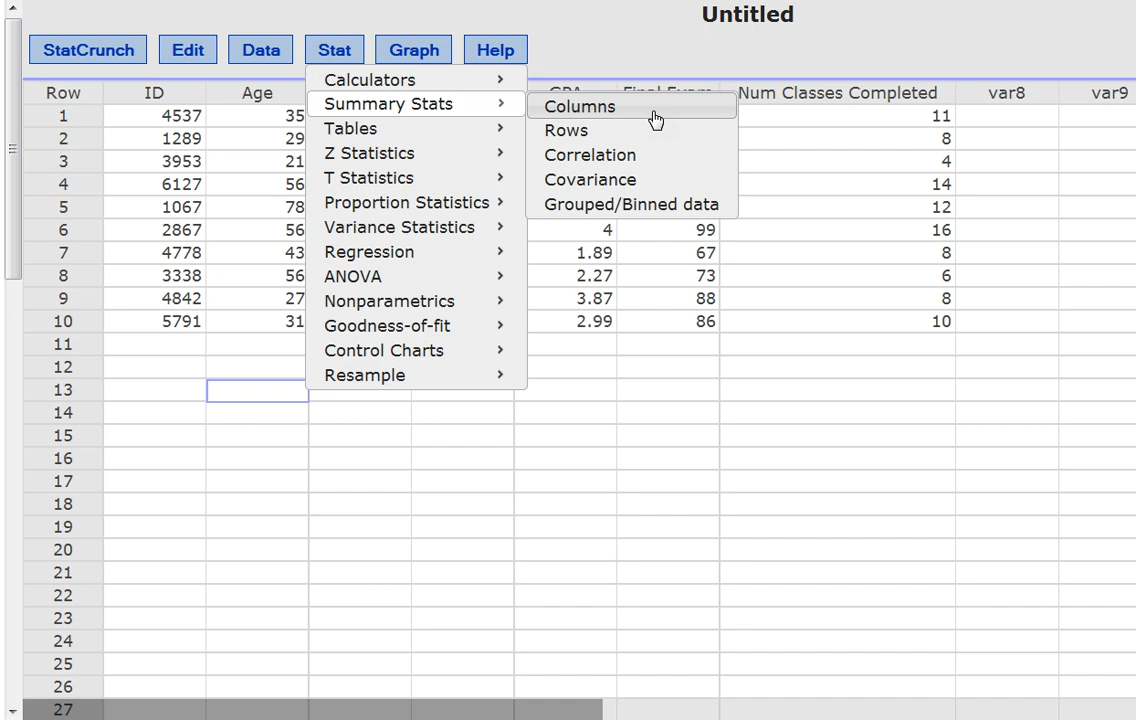 Untitled
StatCrunch Edit Data Stat Graph Help
Calculators
Summary Stats
Tables
Z Statistics
T Statistics
Proportion Statistics
Variance Statistics
Regression
ANOVA
Nonparametrics
Goodness-of-fit
Control Charts
Resample
Columns
Rows
Correlation
Covariance
Grouped/Binned data
Row ID Age GPA Final Exam Num Classes Completed var8 var9
1 4537 35 11
2 1289 29 8
3 3953 21 4
4 6127 56 14
5 1067 78 12
6 2867 56 4 99 16
7 4778 43 1.89 67 8
8 3338 56 2.27 73 6
9 4842 27 3.87 88 8
10 5791 31 2.99 86 10
11
12
13
14
15
16
17
18
19
20
21
22
23
24
25
26
27